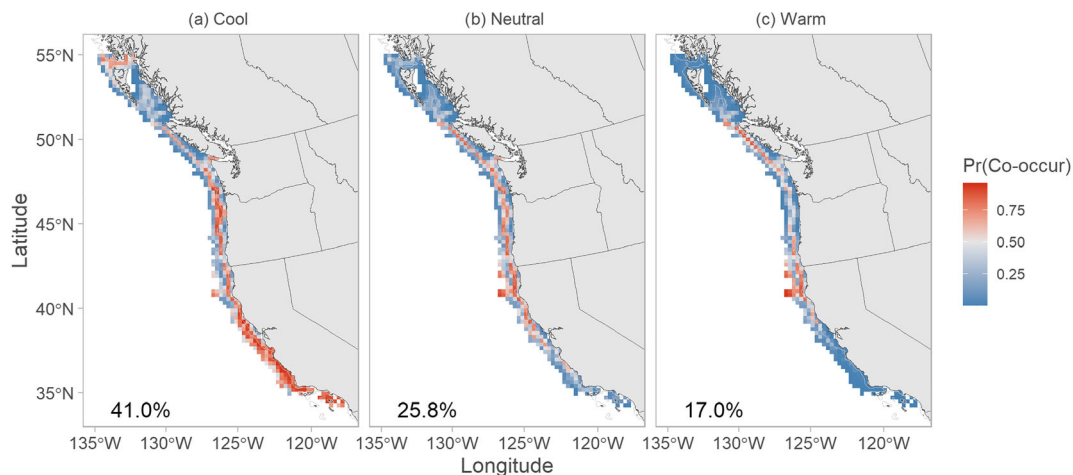 (a) Cool
(b) Neutral
(c) Warm
55°N
50°N
45°N
40°N
35°N
Latitude
41.0%
25.8%
17.0%
135°W 130°W 125°W 120°W
135°W 130°W 125°W 120°W
135°W 130°W 125°W 120°W
Longitude
Pr(Co-occur)
0.75
0.50
0.25